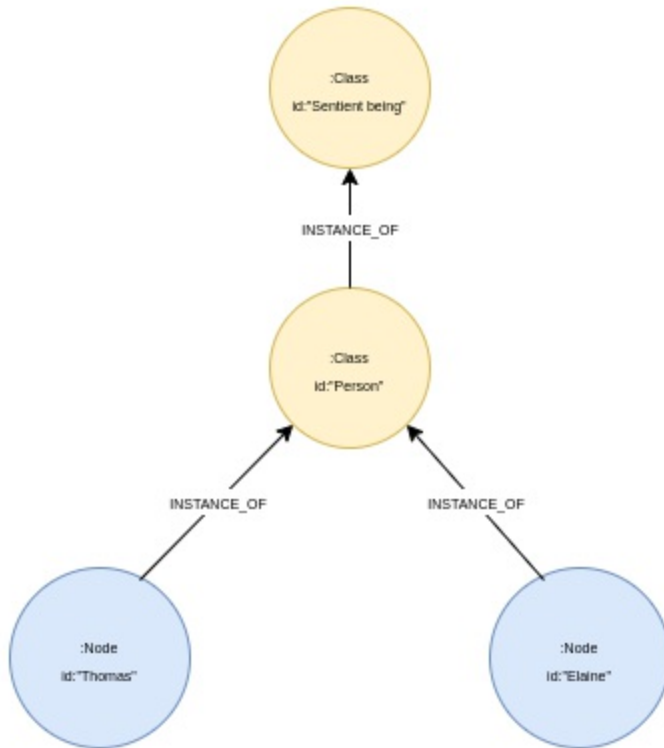 :Class
id:"Sentient being"
INSTANCE_OF
:Class
id:"Person"
INSTANCE_OF
INSTANCE_OF
:Node
id:"Thomas"
:Node
id:"Elaine"